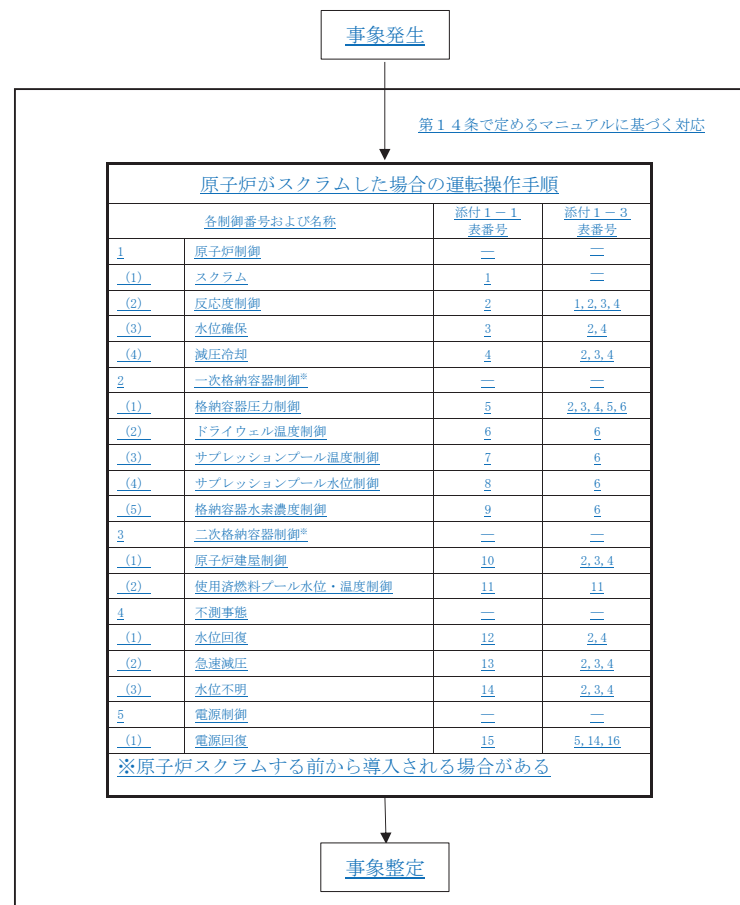 事象発生
第１４条で定めるマニュアルに基づく対応
原子炉がスクラムした場合の運転操作手順
各制御番号および名称 添付１－１表番号 添付１－３表番号
1 原子炉制御 ― ―
(1) スクラム 1 ―
(2) 反応度制御 2 1,2,3,4
(3) 水位確保 3 2,4
(4) 減圧冷却 4 2,3,4
2 一次格納容器制御※ ― ―
(1) 格納容器圧力制御 5 2,3,4,5,6
(2) ドライウェル温度制御 6 6
(3) サプレッションプール温度制御 7 6
(4) サプレッションプール水位制御 8 6
(5) 格納容器水素濃度制御 9 6
3 二次格納容器制御※ ― ―
(1) 原子炉建屋制御 10 2,3,4
(2) 使用済燃料プール水位・温度制御 11 11
4 不測事態 ― ―
(1) 水位回復 12 2,4
(2) 急速減圧 13 2,3,4
(3) 水位不明 14 2,3,4
5 電源制御 ― ―
(1) 電源回復 15 5,14,16
※原子炉スクラムする前から導入される場合がある
事象整定